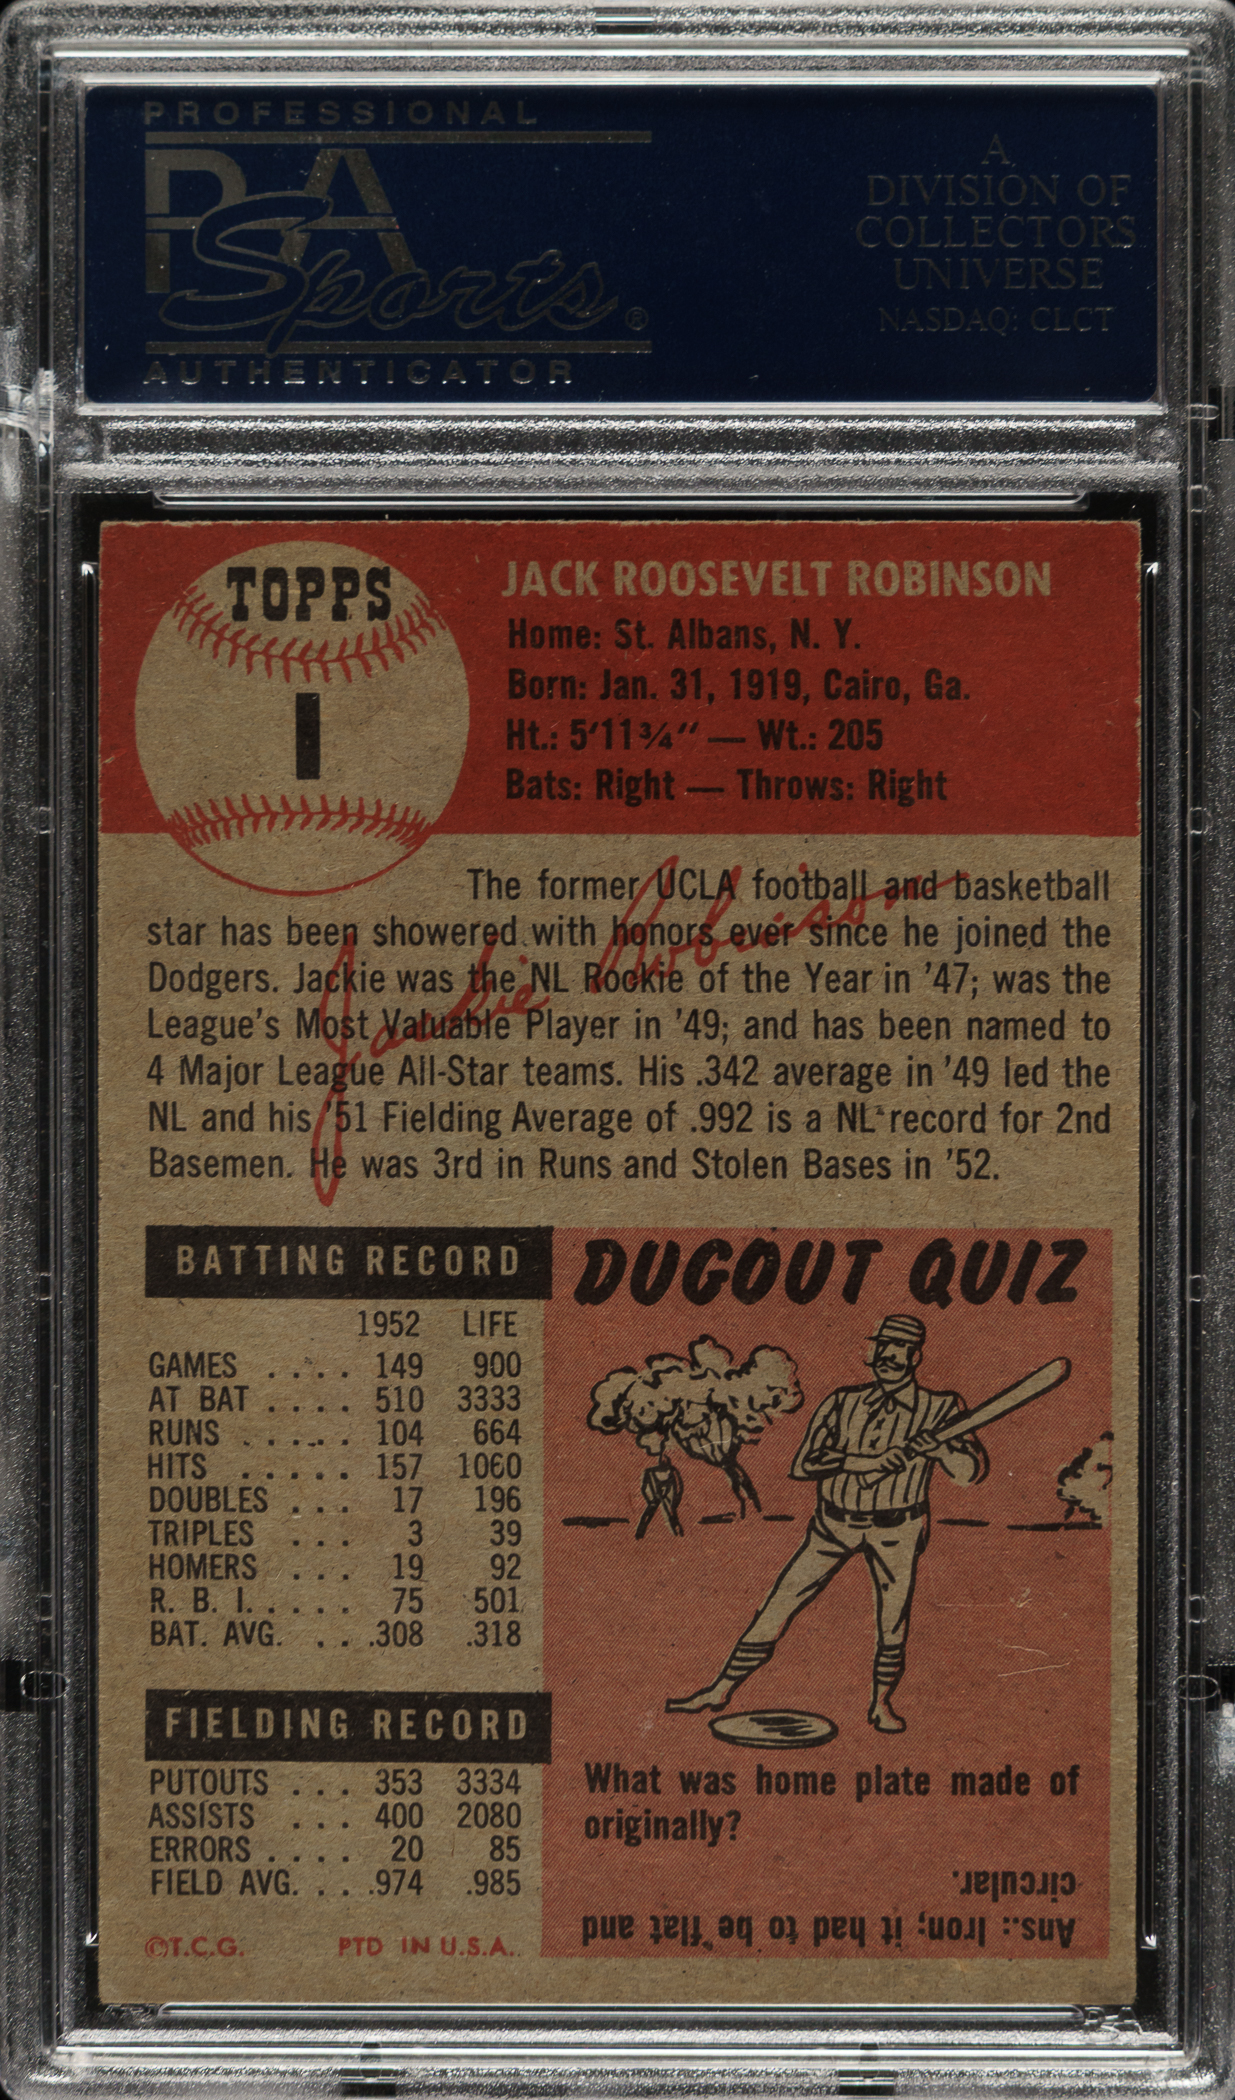 PROFESSIONAL
PSA
Sports®
AUTHENTICATOR
A
DIVISION OF
COLLECTORS
UNIVERSE
NASDAQ: CLCT
TOPPS
1
JACK ROOSEVELT ROBINSON
Home: St. Albans, N. Y.
Born: Jan. 31, 1919, Cairo, Ga.
Ht.: 5'11¾" — Wt.: 205
Bats: Right — Throws: Right
The former UCLA football and basketball
star has been showered with honors ever since he joined the
Dodgers. Jackie was the NL Rookie of the Year in '47; was the
League's Most Valuable Player in '49; and has been named to
4 Major League All-Star teams. His .342 average in '49 led the
NL and his '51 Fielding Average of .992 is a NL record for 2nd
Basemen. He was 3rd in Runs and Stolen Bases in '52.
Jackie Robinson
BATTING RECORD
1952 LIFE
GAMES .... 149 900
AT BAT .... 510 3333
RUNS ..... 104 664
HITS ..... 157 1060
DOUBLES ... 17 196
TRIPLES ... 3 39
HOMERS ... 19 92
R. B. I. .... 75 501
BAT. AVG. ... .308 .318
FIELDING RECORD
PUTOUTS ... 353 3334
ASSISTS ... 400 2080
ERRORS .... 20 85
FIELD AVG. ... .974 .985
©T.C.G. PTD IN U.S.A.
DUGOUT QUIZ
What was home plate made of
originally?
Ans.: Iron; it had to be flat and
circular.
PSA